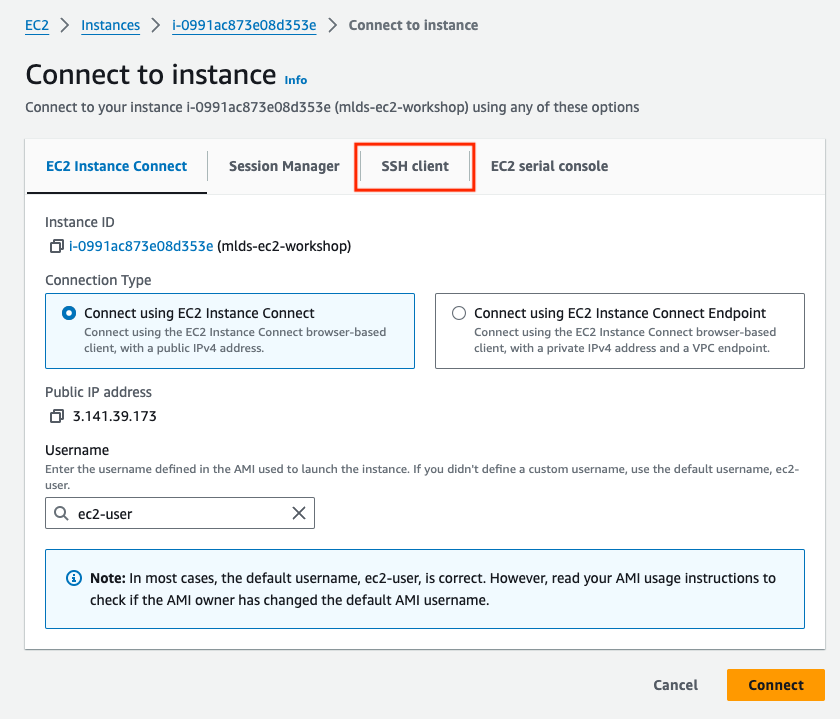 EC2 > Instances > i-0991ac873e08d353e > Connect to instance
Connect to instance Info
Connect to your instance i-0991ac873e08d353e (mlds-ec2-workshop) using any of these options
EC2 Instance Connect Session Manager SSH client EC2 serial console
Instance ID
i-0991ac873e08d353e (mlds-ec2-workshop)
Connection Type
Connect using EC2 Instance Connect
Connect using the EC2 Instance Connect browser-based
client, with a public IPv4 address.
Connect using EC2 Instance Connect Endpoint
Connect using the EC2 Instance Connect browser-based
client, with a private IPv4 address and a VPC endpoint.
Public IP address
3.141.39.173
Username
Enter the username defined in the AMI used to launch the instance. If you didn't define a custom username, use the default username, ec2-
user.
ec2-user
Note: In most cases, the default username, ec2-user, is correct. However, read your AMI usage instructions to
check if the AMI owner has changed the default AMI username.
Cancel Connect